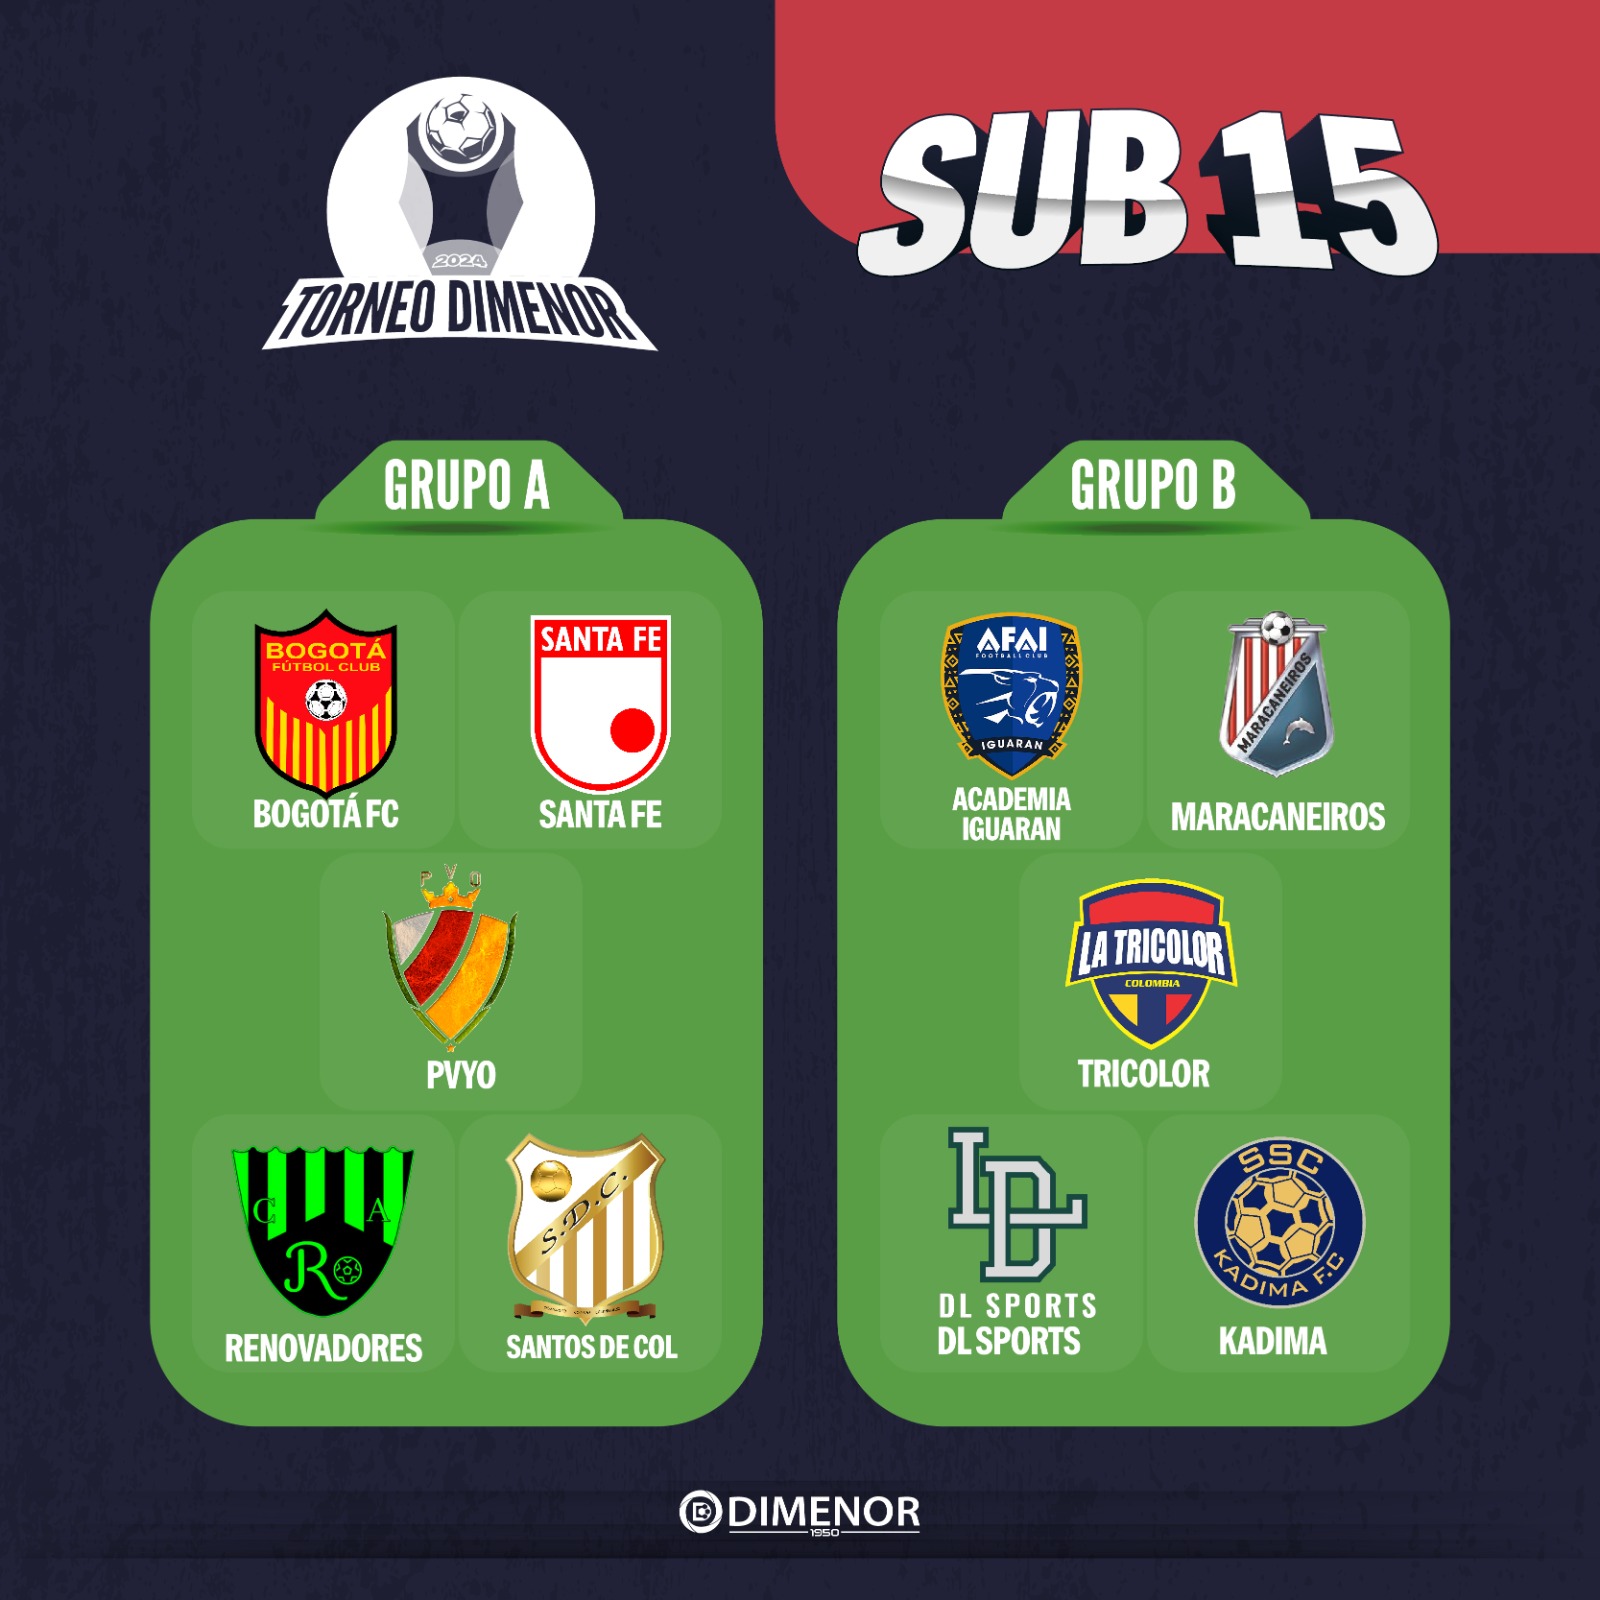 2024
TORNEO DIMENOR
SUB 15
GRUPO A
BOGOTÁ
FÚTBOL CLUB
BOGOTÁ FC
SANTA FE
SANTA FE
PVO
PVYO
C A
R
RENOVADORES
S.D.C.
SANTOS DE COL
GRUPO B
AFAI
FOOTBALL CLUB
IGUARAN
ACADEMIA
IGUARAN
MARACANEIROS
MARACANEIROS
LA TRICOLOR
COLOMBIA
TRICOLOR
DL
DL SPORTS
DL SPORTS
SSC
KADIMA F.C
KADIMA
DIMENOR
1950